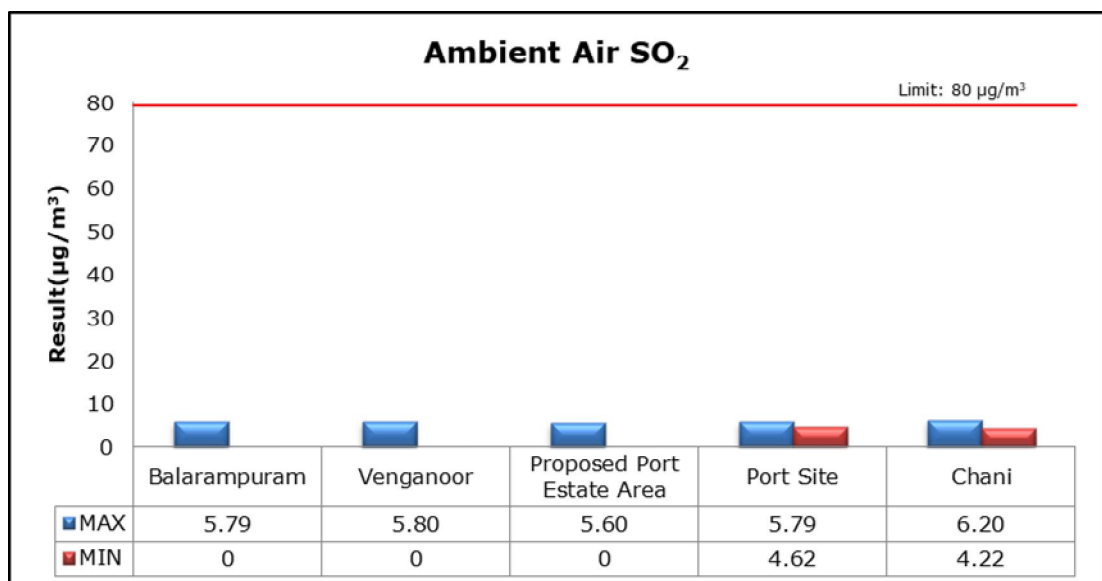 Ambient Air SO₂
Limit: 80 µg/m³
Result(µg/m³)
80
70
60
50
40
30
20
10
0
Balarampuram Venganoor Proposed Port Estate Area Port Site Chani
MAX 5.79 5.80 5.60 5.79 6.20
MIN 0 0 0 4.62 4.22